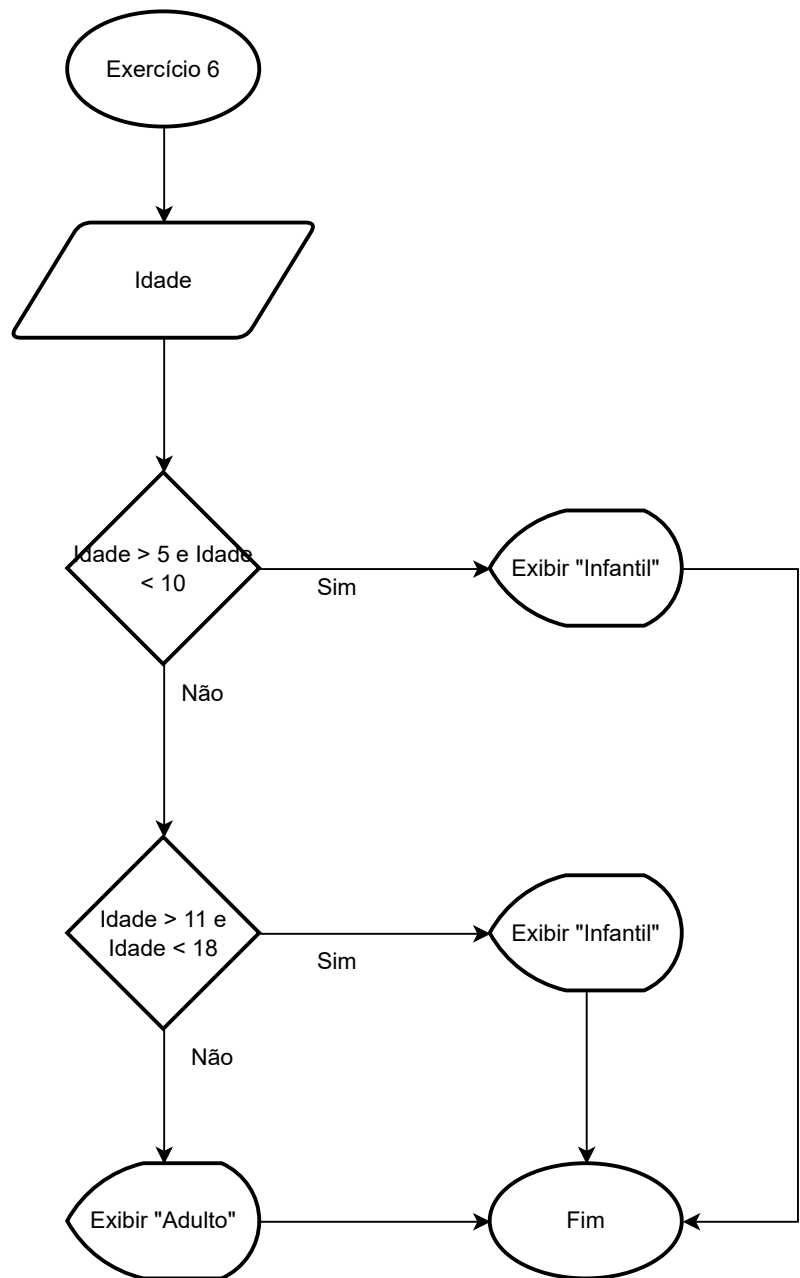 Exercício 6
Idade
Idade > 5 e Idade
< 10
Sim
Exibir "Infantil"
Não
Idade > 11 e
Idade < 18
Sim
Exibir "Infantil"
Não
Exibir "Adulto"
Fim